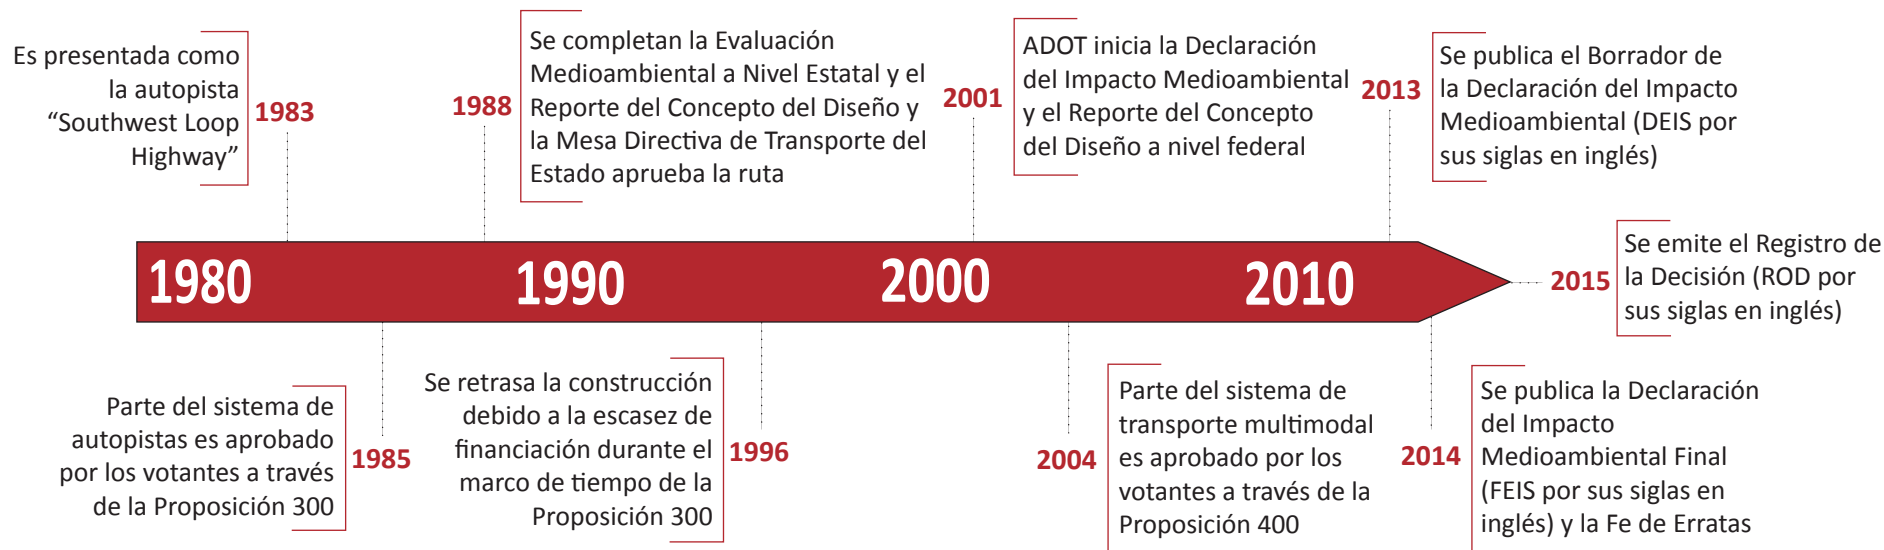 Es presentada como
la autopista
“Southwest Loop
Highway”
1983
1988
Se completan la Evaluación
Medioambiental a Nivel Estatal y el
Reporte del Concepto del Diseño y
la Mesa Directiva de Transporte del
Estado aprueba la ruta
2001
ADOT inicia la Declaración
del Impacto Medioambiental
y el Reporte del Concepto
del Diseño a nivel federal
2013
Se publica el Borrador de
la Declaración del Impacto
Medioambiental (DEIS por
sus siglas en inglés)
1980
1990
2000
2010
2015
Se emite el Registro de
la Decisión (ROD por
sus siglas en inglés)
Parte del sistema de
autopistas es aprobado
por los votantes a través
de la Proposición 300
1985
Se retrasa la construcción
debido a la escasez de
financiación durante el
marco de tiempo de la
Proposición 300
1996
2004
Parte del sistema de
transporte multimodal
es aprobado por los
votantes a través de la
Proposición 400
2014
Se publica la Declaración
del Impacto
Medioambiental Final
(FEIS por sus siglas en
inglés) y la Fe de Erratas